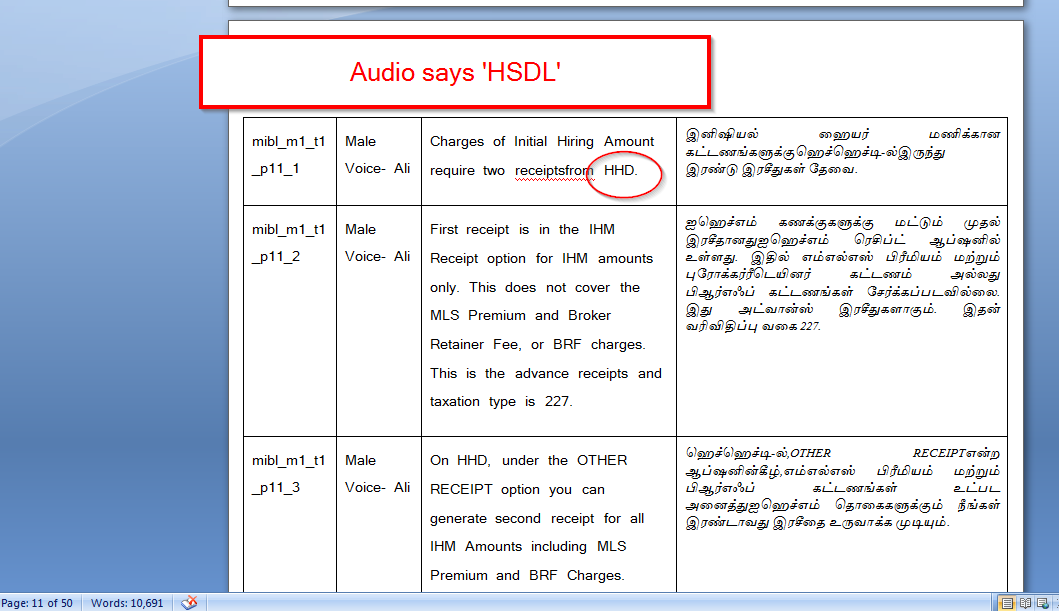 Audio says 'HSDL'
mibl_m1_t1
_p11_1
Male
Voice- Ali
Charges of Initial Hiring Amount
require two receiptsfrom HHD.
இனிஷியல் ஹையர் மணிக்கான
கட்டணங்களுக்குஹெச்ஹெச்டி-ல்இருந்து
இரண்டு இரசீதுகள் தேவை.
mibl_m1_t1
_p11_2
Male
Voice- Ali
First receipt is in the IHM
Receipt option for IHM amounts
only. This does not cover the
MLS Premium and Broker
Retainer Fee, or BRF charges.
This is the advance receipts and
taxation type is 227.
ஐஹெச்எம் கணக்குகளுக்கு மட்டும் முதல்
இரசீதானதுஐஹெச்எம் ரெசிப்ட் ஆப்ஷனில்
உள்ளது. இதில் எம்எல்எஸ் பிரீமியம் மற்றும்
புரோக்கர்ரீடெயினர் கட்டணம் அல்லது
பிஆர்எஃப் கட்டணங்கள் சேர்க்கப்படவில்லை.
இது அட்வான்ஸ் இரசீதுகளாகும். இதன்
வரிவிதிப்பு வகை 227.
mibl_m1_t1
_p11_3
Male
Voice- Ali
On HHD, under the OTHER
RECEIPT option you can
generate second receipt for all
IHM Amounts including MLS
Premium and BRF Charges.
ஹெச்ஹெச்டி-ல்,OTHER RECEIPTஎன்ற
ஆப்ஷனின்கீழ்,எம்எல்எஸ் பிரீமியம் மற்றும்
பிஆர்எஃப் கட்டணங்கள் உட்பட
அனைத்துஐஹெச்எம் தொகைகளுக்கும் நீங்கள்
இரண்டாவது இரசீதை உருவாக்க முடியும்.
Page: 11 of 50 Words: 10,691